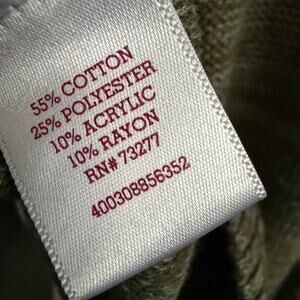 55% COTTON
25% POLYESTER
10% ACRYLIC
10% RAYON
RN# 73277
400308856352